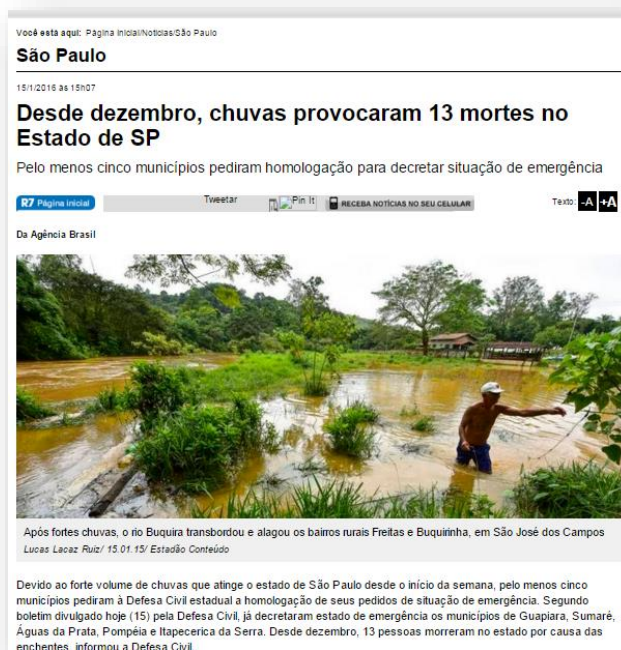 Você está aqui: Página Inicial/Notícias/São Paulo
São Paulo
15/1/2016 às 15h07
Desde dezembro, chuvas provocaram 13 mortes no
Estado de SP
Pelo menos cinco municípios pediram homologação para decretar situação de emergência
R7 Página inicial
Tweetar
Pin It
RECEBA NOTÍCIAS NO SEU CELULAR
Texto: -A +A
Da Agência Brasil
Após fortes chuvas, o rio Buquira transbordou e alagou os bairros rurais Freitas e Buquirinha, em São José dos Campos
Lucas Lacaz Ruiz/ 15.01.15/ Estadão Conteúdo
Devido ao forte volume de chuvas que atinge o estado de São Paulo desde o início da semana, pelo menos cinco
municípios pediram à Defesa Civil estadual a homologação de seus pedidos de situação de emergência. Segundo
boletim divulgado hoje (15) pela Defesa Civil, já decretaram estado de emergência os municípios de Guapiara, Sumaré,
Águas da Prata, Pompéia e Itapecerica da Serra. Desde dezembro, 13 pessoas morreram no estado por causa das
enchentes, informou a Defesa Civil.